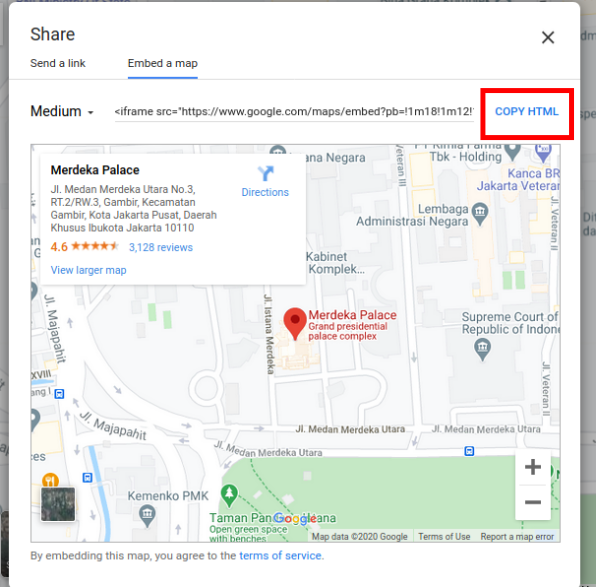 Share
Send a link
Embed a map
Medium
<iframe src="https://www.google.com/maps/embed?pb=!1m18!1m12!
COPY HTML
Merdeka Palace
Jl. Medan Merdeka Utara No.3,
RT.2/RW.3, Gambir, Kecamatan
Gambir, Kota Jakarta Pusat, Daerah
Khusus Ibukota Jakarta 10110
4.6
3,128 reviews
View larger map
Directions
ana Negara
Tbk - Holding
Kanca BR
Jakarta Veteran
Lembaga
Administrasi Negara
Kabinet
Komplek...
Jl. Veteran II
Merdeka Palace
Grand presidential
palace complex
Supreme Court of
Republic of Indone
Jl. Istana Merdeka
Jl. Majapahit
XVIII
Jl. Veteran II
Jl. Majapahit
Jl. Medan Merdeka Utara
Jl. Medan Merdeka Utara
Jl. Medan Merdeka Utara
Kemenko PMK
Taman Pan
Google
ana
Open green space
with benches
Map data ©2020 Google
Terms of Use
Report a map error
By embedding this map, you agree to the terms of service.